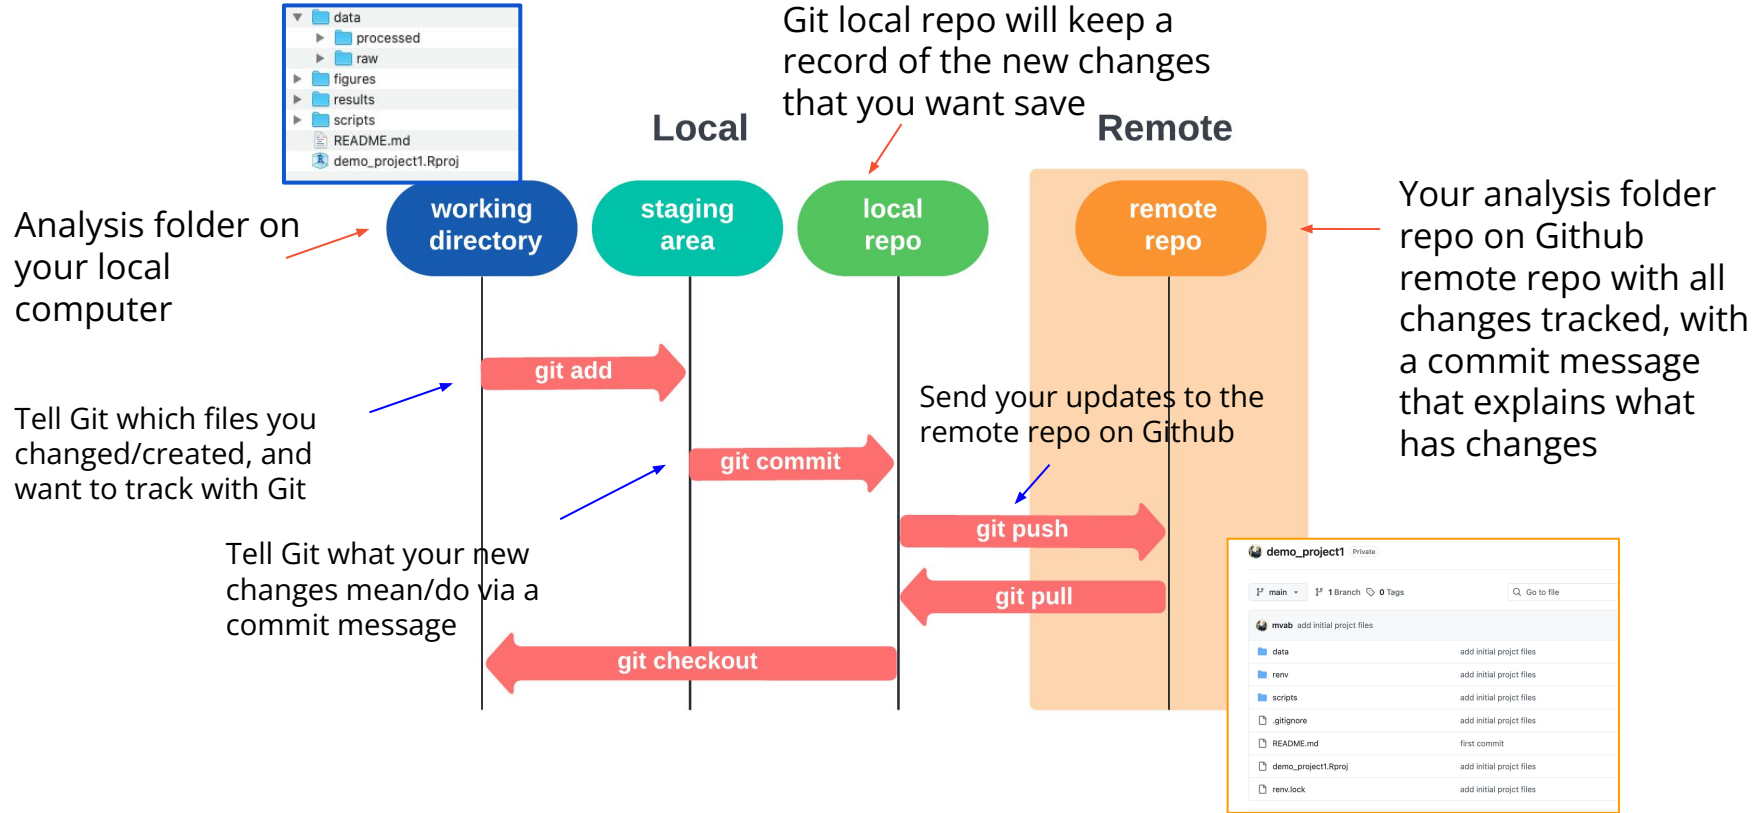 data
processed
raw
figures
results
scripts
README.md
demo_project1.Rproj
Git local repo will keep a
record of the new changes
that you want save
Local
Remote
working
directory
staging
area
local
repo
remote
repo
Analysis folder on
your local
computer
Your analysis folder
repo on Github
remote repo with all
changes tracked, with
a commit message
that explains what
has changes
git add
Tell Git which files you
changed/created, and
want to track with Git
Send your updates to the
remote repo on Github
git commit
git push
Tell Git what your new
changes mean/do via a
commit message
git pull
git checkout
demo_project1 Private
main 1 Branch 0 Tags Go to file
mvab add initial projct files
data add initial projct files
renv add initial projct files
scripts add initial projct files
.gitignore add initial projct files
README.md first commit
demo_project1.Rproj add initial projct files
renv.lock add initial projct files